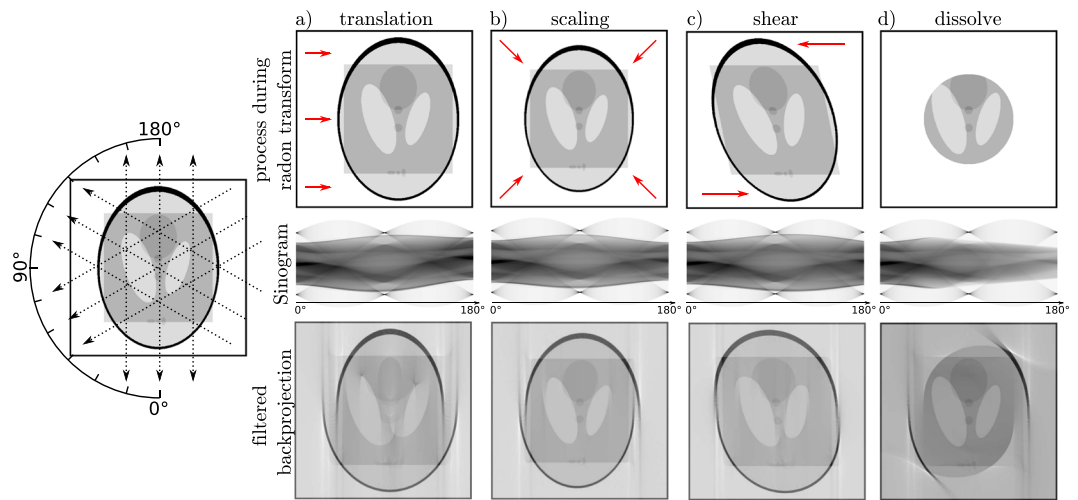 a) translation
b) scaling
c) shear
d) dissolve
process during
radon transform
180°
90°
0°
Sinogram
0° 180°
0° 180°
0° 180°
0° 180°
filtered
backprojection